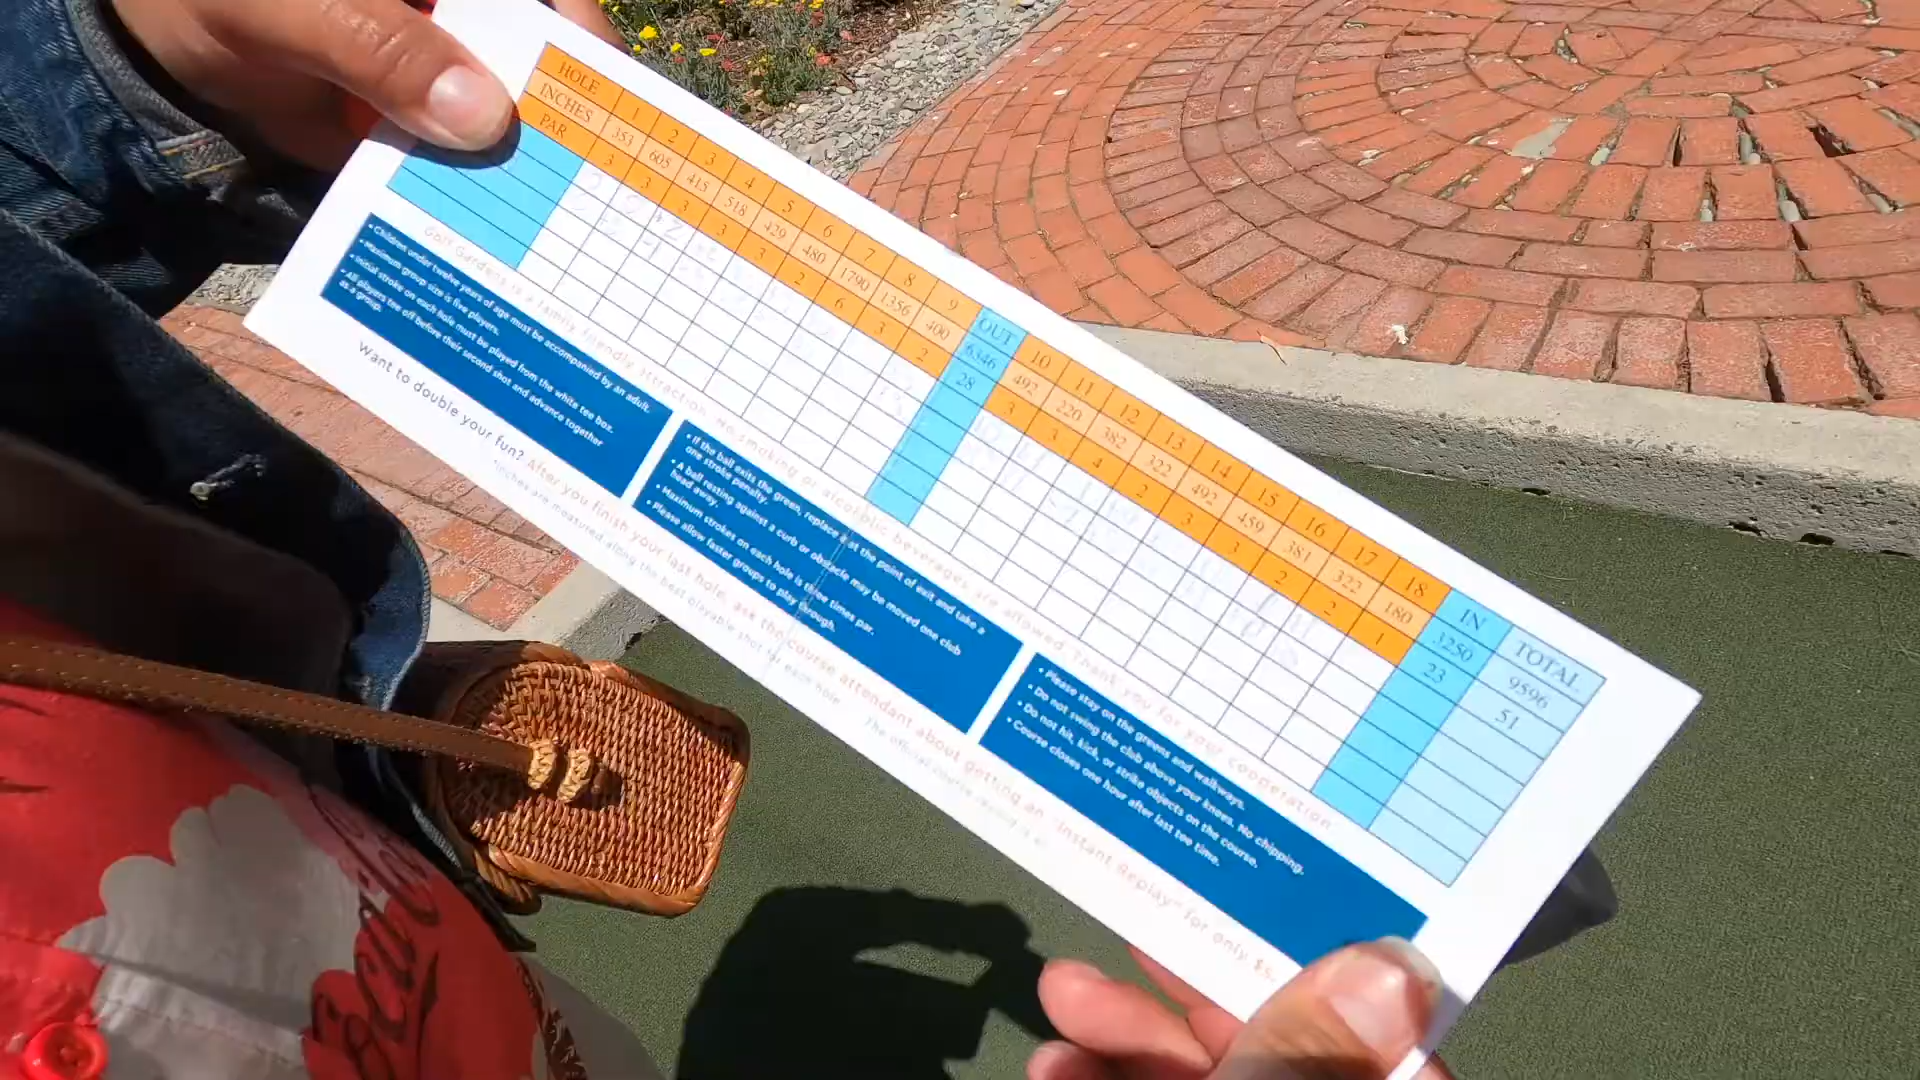 HOLE 1 2 3 4 5 6 7 8 9 OUT 10 11 12 13 14 15 16 17 18 IN TOTAL
INCHES 353 605 415 518 429 480 1790 1356 400 6346 492 220 382 322 492 459 381 322 180 3250 9596
PAR 3 3 3 3 3 2 6 3 2 28 3 3 4 2 3 3 2 2 1 23 51
Golf Gardens is a family friendly attraction. No smoking or alcoholic beverages are allowed. Thank you for your cooperation.
• Children under twelve years of age must be accompanied by an adult.
• Maximum group size is five players.
• Initial stroke on each hole must be played from the white tee box.
• All players tee off before their second shot and advance together
as a group.
• If the ball exits the green, replace it at the point of exit and take a
one stroke penalty.
• A ball resting against a curb or obstacle may be moved one club
head away.
• Maximum strokes on each hole is three times par.
• Please allow faster groups to play through.
• Please stay on the greens and walkways.
• Do not swing the club above your knees. No chipping.
• Do not hit, kick, or strike objects on the course.
• Course closes one hour after last tee time.
Want to double your fun? After you finish your last hole, ask the course attendant about getting an "Instant Replay" for only $5.
*Inches are measured along the best playable shot for each hole.